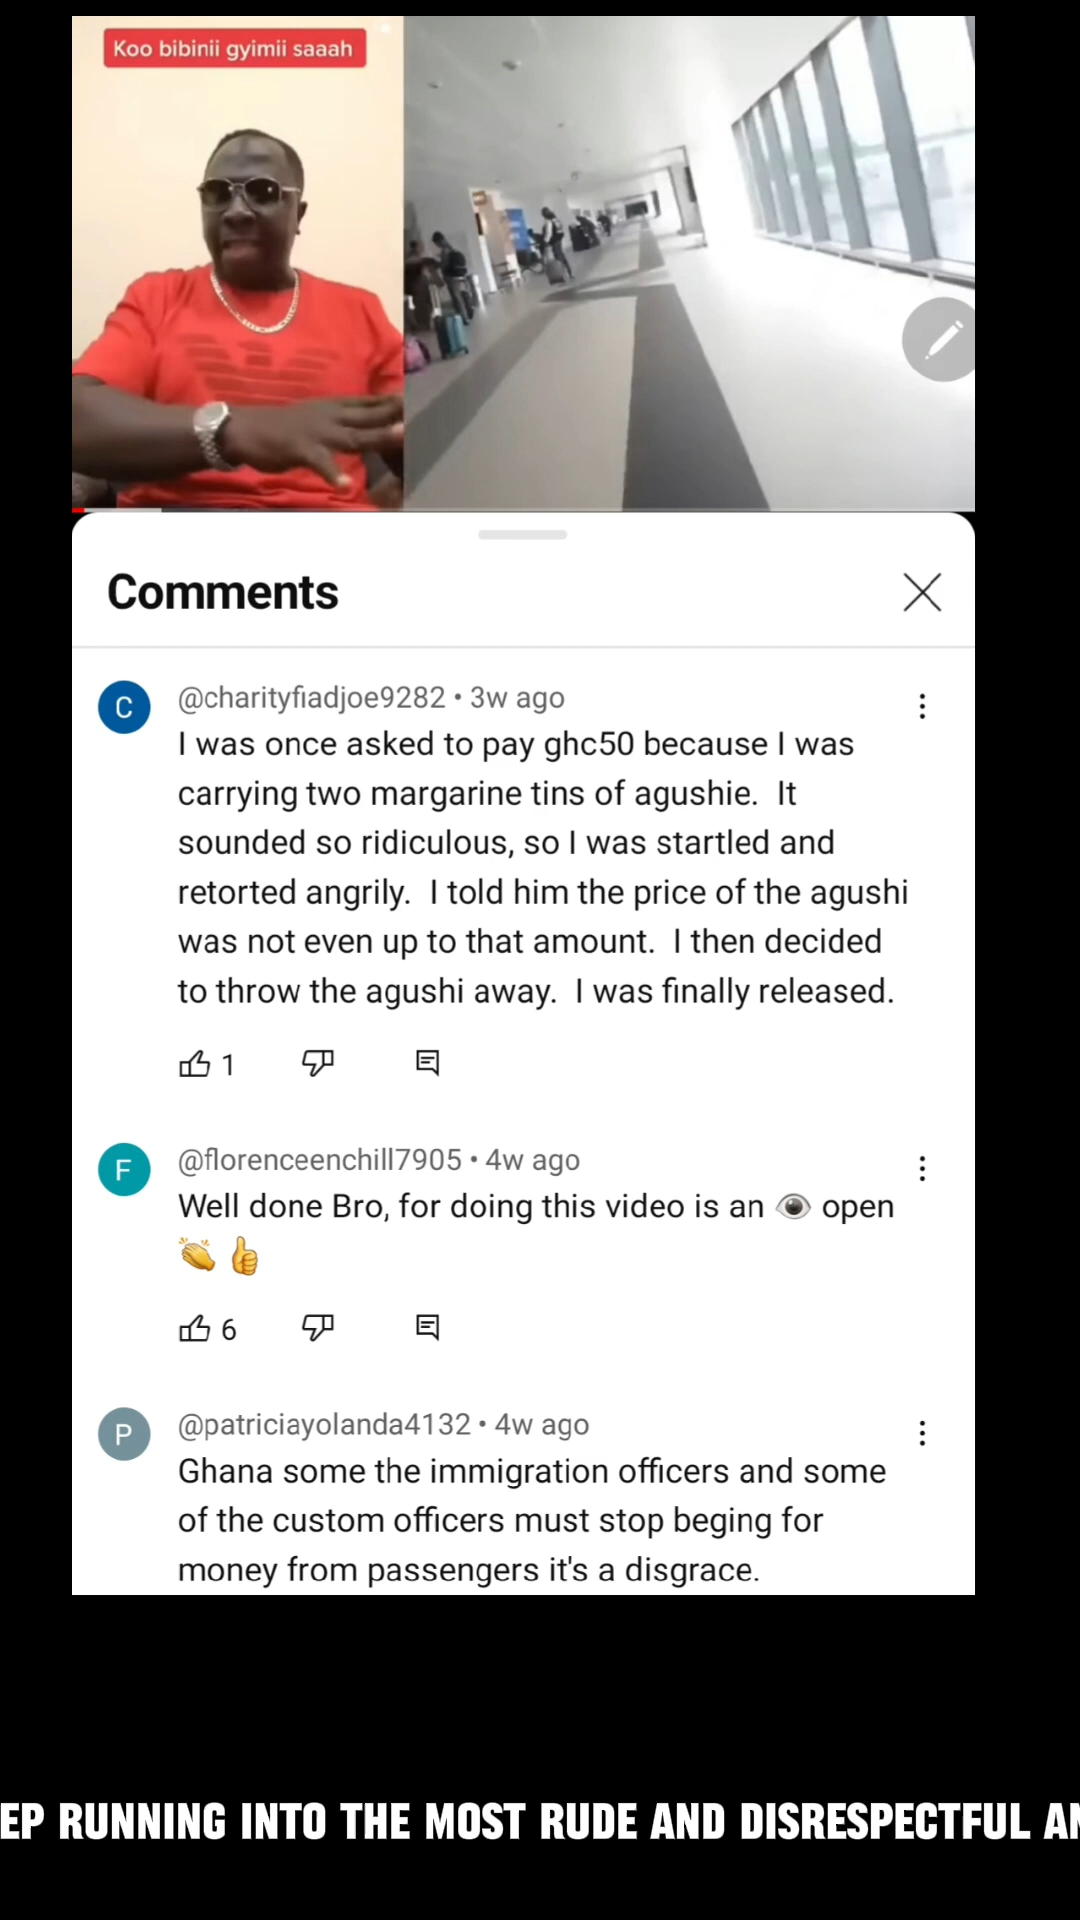 Koo bibinii gyimii saaah
Comments
C
@charityfiadjoe9282 • 3w ago
I was once asked to pay ghc50 because I was
carrying two margarine tins of agushie. It
sounded so ridiculous, so I was startled and
retorted angrily. I told him the price of the agushi
was not even up to that amount. I then decided
to throw the agushi away. I was finally released.
1
F
@florenceenchill7905 • 4w ago
Well done Bro, for doing this video is an 👁 open
👏 👍
6
P
@patriciayolanda4132 • 4w ago
Ghana some the immigration officers and some
of the custom officers must stop beging for
money from passengers it's a disgrace.
EP RUNNING INTO THE MOST RUDE AND DISRESPECTFUL AN